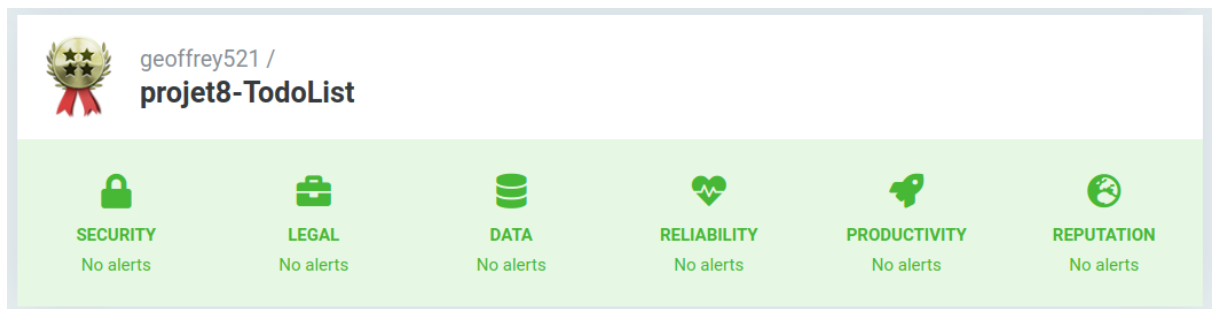 geoffrey521 /
projet8-TodoList
SECURITY LEGAL DATA RELIABILITY PRODUCTIVITY REPUTATION
No alerts No alerts No alerts No alerts No alerts No alerts